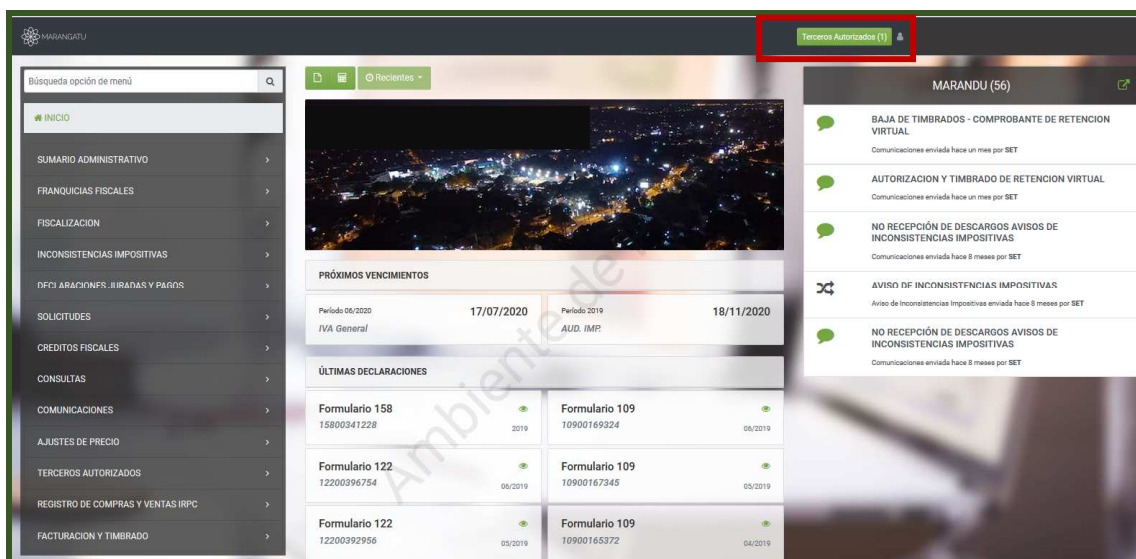 MARANGATU
Terceros Autorizados (1)
Búsqueda opción de menú
INICIO
SUMARIO ADMINISTRATIVO
FRANQUICIAS FISCALES
FISCALIZACION
INCONSISTENCIAS IMPOSITIVAS
DECLARACIONES JURADAS Y PAGOS
SOLICITUDES
CREDITOS FISCALES
CONSULTAS
COMUNICACIONES
AJUSTES DE PRECIO
TERCEROS AUTORIZADOS
REGISTRO DE COMPRAS Y VENTAS IRPC
FACTURACION Y TIMBRADO
Recientes
PRÓXIMOS VENCIMIENTOS
Período 06/2020
17/07/2020
IVA General
Período 2019
18/11/2020
AUD. IMP.
ÚLTIMAS DECLARACIONES
Formulario 158
15800341228
2019
Formulario 109
10900169324
06/2019
Formulario 122
12200396754
06/2019
Formulario 109
10900167345
05/2019
Formulario 122
12200392956
05/2019
Formulario 109
10900165372
04/2019
Ambiente de
MARANDU (56)
BAJA DE TIMBRADOS - COMPROBANTE DE RETENCION
VIRTUAL
Comunicaciones enviada hace un mes por SET
AUTORIZACION Y TIMBRADO DE RETENCION VIRTUAL
Comunicaciones enviada hace un mes por SET
NO RECEPCIÓN DE DESCARGOS AVISOS DE
INCONSISTENCIAS IMPOSITIVAS
Comunicaciones enviada hace 8 meses por SET
AVISO DE INCONSISTENCIAS IMPOSITIVAS
Aviso de Inconsistencias Impositivas enviada hace 8 meses por SET
NO RECEPCIÓN DE DESCARGOS AVISOS DE
INCONSISTENCIAS IMPOSITIVAS
Comunicaciones enviada hace 8 meses por SET